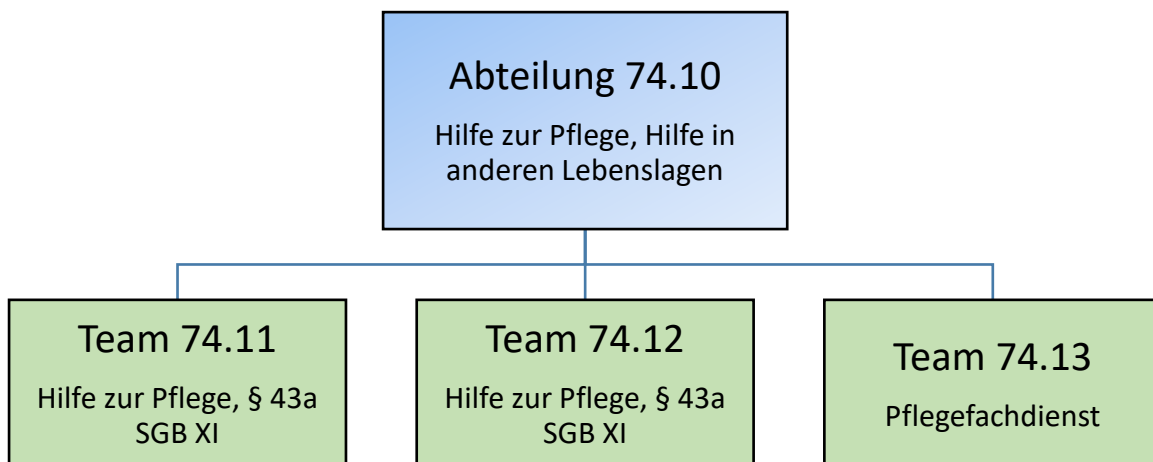 Abteilung 74.10
Hilfe zur Pflege, Hilfe in
anderen Lebenslagen
Team 74.11
Hilfe zur Pflege, § 43a
SGB XI
Team 74.12
Hilfe zur Pflege, § 43a
SGB XI
Team 74.13
Pflegefachdienst